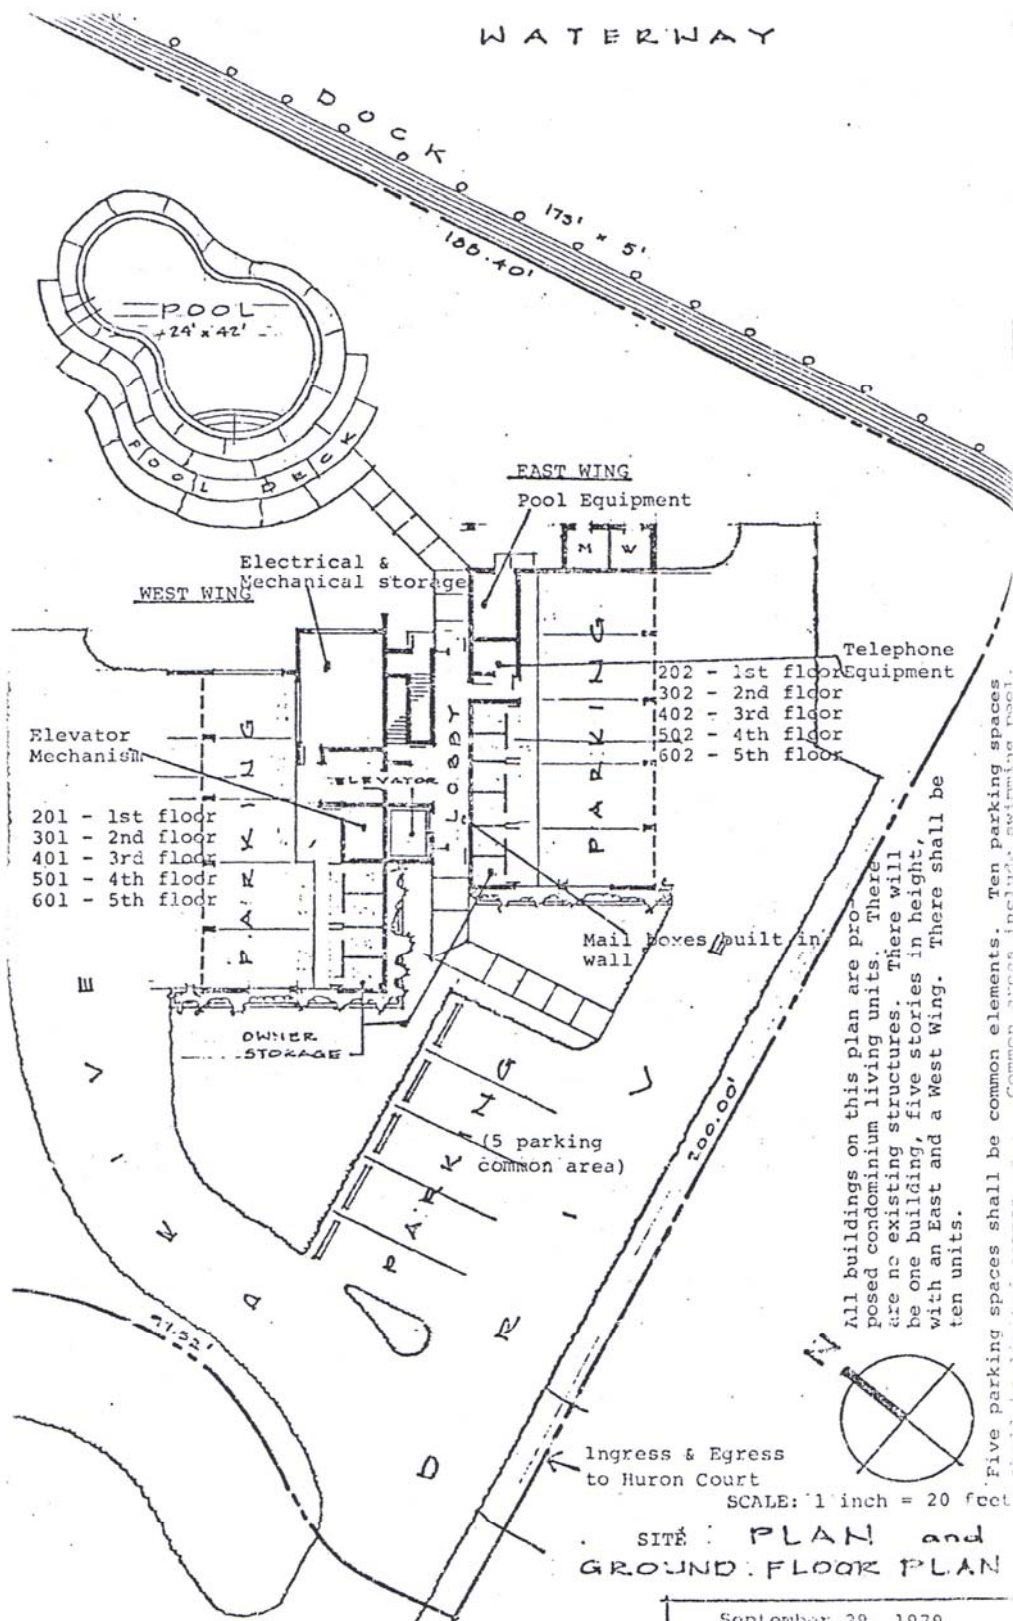 WATERWAY
DOCK
173' x 5'
188.40'
POOL
24' x 42'
POOL DECK
EAST WING
Pool Equipment
M W
Electrical &
Mechanical storage
WEST WING
Telephone
Equipment
202 - 1st floor
302 - 2nd floor
402 - 3rd floor
502 - 4th floor
602 - 5th floor
PARKING
LOBBY
Elevator
Mechanism
ELEVATOR
201 - 1st floor
301 - 2nd floor
401 - 3rd floor
501 - 4th floor
601 - 5th floor
PARKING
Mail boxes built in
wall
OWNER
STORAGE
PARKING
(5 parking
common area)
DRIVE
DRIVE
200.00'
All buildings on this plan are pro-
posed condominium living units. There
are no existing structures. There will
be one building, five stories in height,
with an East and a West Wing. There shall be
ten units.
Five parking spaces shall be common elements. Ten parking spaces
Common areas include swimming pool.
N
Ingress & Egress
to Huron Court
SCALE: 1 inch = 20 feet
SITE PLAN and
GROUND FLOOR PLAN
September 29, 1979